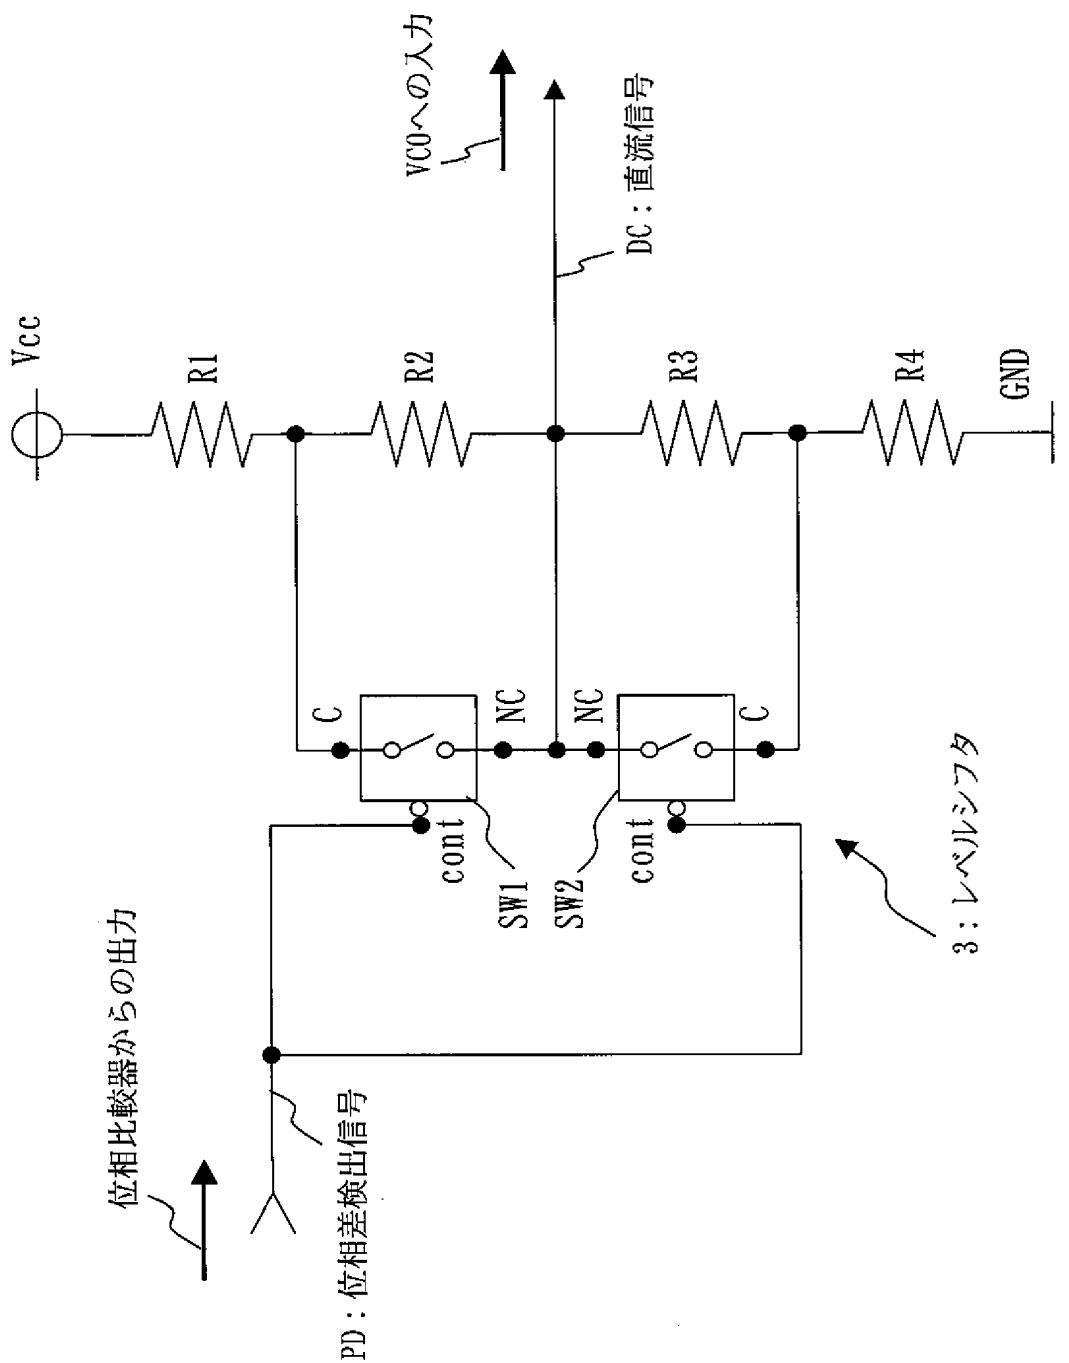 Vcc
R1
R2
R3
R4
GND
VCOへの入力
DC：直流信号
C
NC
NC
C
cont
cont
SW1
SW2
3：レベルシフタ
位相比較器からの出力
PD：位相差検出信号